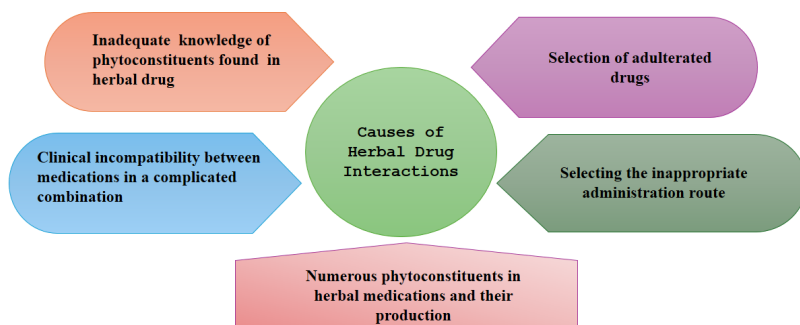 Inadequate knowledge of
phytoconstituents found in
herbal drug
Selection of adulterated
drugs
Causes of
Herbal Drug
Interactions
Clinical incompatibility between
medications in a complicated
combination
Selecting the inappropriate
administration route
Numerous phytoconstituents in
herbal medications and their
production